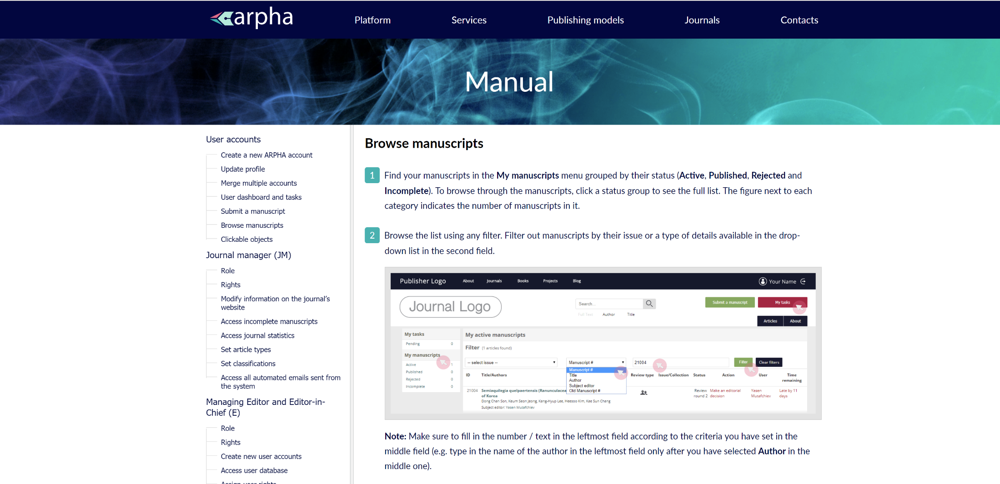 arpha
Platform
Services
Publishing models
Journals
Contacts
Manual
User accounts
Create a new ARPHA account
Update profile
Merge multiple accounts
User dashboard and tasks
Submit a manuscript
Browse manuscripts
Clickable objects
Journal manager (JM)
Role
Rights
Modify information on the journal's
website
Access incomplete manuscripts
Access journal statistics
Set article types
Set classifications
Access all automated emails sent from
the system
Managing Editor and Editor-in-
Chief (E)
Role
Rights
Create new user accounts
Access user database
Assign user rights
Browse manuscripts
1 Find your manuscripts in the My manuscripts menu grouped by their status (Active, Published, Rejected and
Incomplete). To browse through the manuscripts, click a status group to see the full list. The figure next to each
category indicates the number of manuscripts in it.
2 Browse the list using any filter. Filter out manuscripts by their issue or a type of details available in the drop-
down list in the second field.
Publisher Logo About Journals Books Projects Blog Your Name
Journal Logo
Search...
Full Text Author Title
Submit a manuscript My tasks
Articles About
My tasks
Pending 0
My manuscripts
Active 1
Published 0
Rejected 0
Incomplete 0
My active manuscripts
Filter (1 articles found)
-- select issue -- Manuscript # 21004 Filter Clear filters
Manuscript #
Title
Author
Subject editor
Old Manuscript #
ID Title/Authors Review type Issue/Collection Status Action User Time
remaining
21004 Semiaquilegia quelpaertensis (Ranunculacea Review Make an editorial Yasen Late by 11
of Korea round 2 decision Mutafchiev days
Dong Chan Son, Keum Seon Jeong, Kang-Hyup Lee, Heesoo Kim, Kae Sun Chang
Subject editor: Yasen Mutafchiev
Note: Make sure to fill in the number / text in the leftmost field according to the criteria you have set in the
middle field (e.g. type in the name of the author in the leftmost field only after you have selected Author in the
middle one).